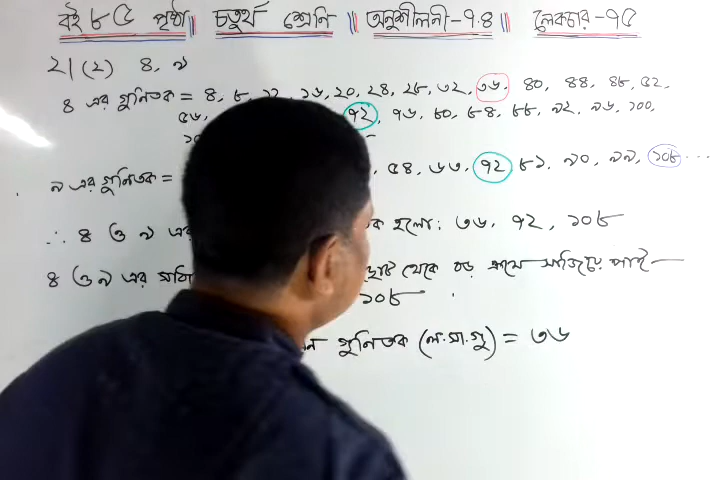 বই ৮৫ পৃষ্ঠা || চতুর্থ শ্রেনি || অনুশীলনী-৭.৪ || লেকচার-৭৫
২। (২) ৪, ৯
৪ এর গুনিতক = ৪, ৮, ১২, ১৬, ২০, ২৪, ২৮, ৩২, ৩৬, ৪০, ৪৪, ৪৮, ৫২,
৫৬, ৭২, ৭৬, ৮০, ৮৪, ৮৮, ৯২, ৯৬, ১০০,
৯ এর গুনিতক = ৫৪, ৬৩, ৭২, ৮১, ৯০, ৯৯, ১০৮ ...
∴ ৪ ও ৯ এর হলো: ৩৬, ৭২, ১০৮
৪ ও ৯ এর থেকে বড় ক্রমে সাজিয়ে পাই—
১০৮
গুনিতক (ল.সা.গু) = ৩৬